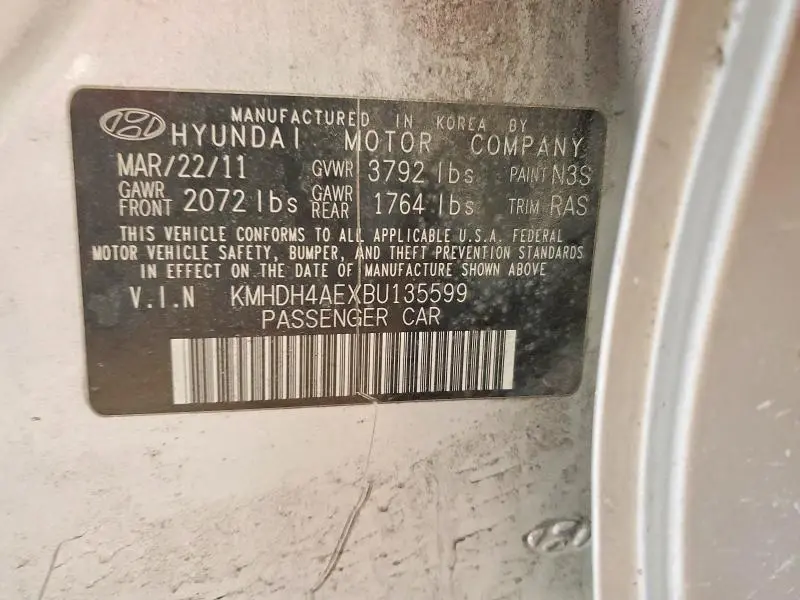 MANUFACTURED IN KOREA BY
HYUNDAI MOTOR COMPANY
MAR/22/11 GVWR 3792 lbs PAINT N3S
GAWR FRONT 2072 lbs GAWR REAR 1764 lbs TRIM RAS
THIS VEHICLE CONFORMS TO ALL APPLICABLE U.S.A. FEDERAL
MOTOR VEHICLE SAFETY, BUMPER, AND THEFT PREVENTION STANDARDS
IN EFFECT ON THE DATE OF MANUFACTURE SHOWN ABOVE
V.I.N KMHDH4AEXBU135599
PASSENGER CAR